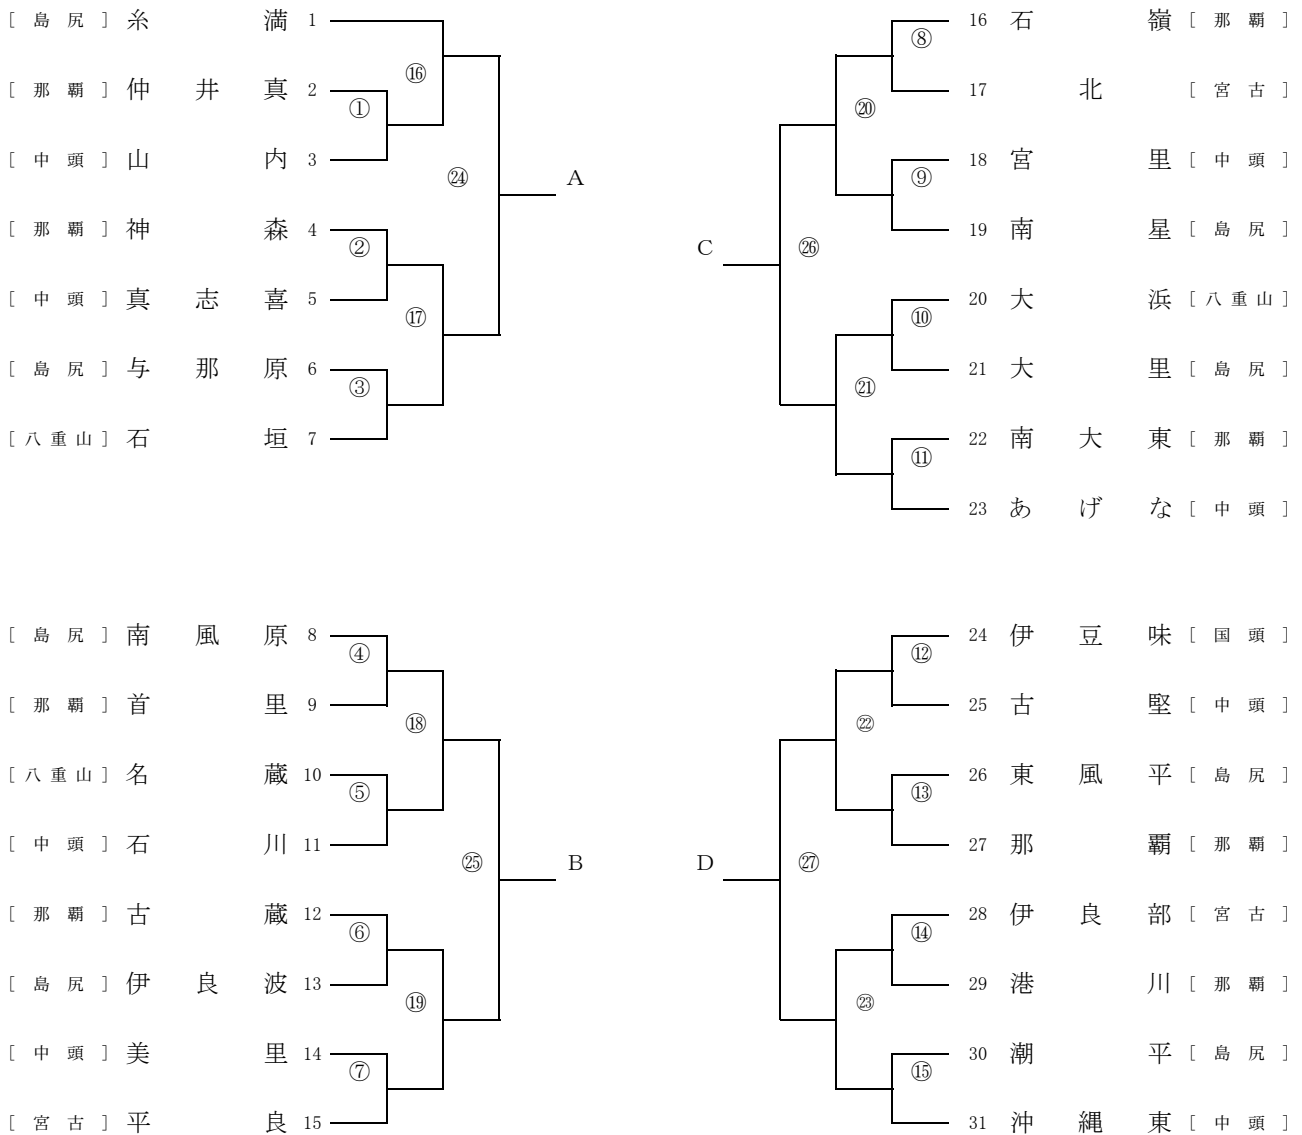 [島尻] 糸満 1
⑯
[那覇] 仲井真 2
①
[中頭] 山内 3
㉔ A
[那覇] 神森 4
②
[中頭] 真志喜 5
⑰
[島尻] 与那原 6
③
[八重山] 石垣 7
16 石嶺 [那覇]
⑧
17 北 [宮古]
⑳
18 宮里 [中頭]
⑨
19 南星 [島尻]
C ㉖
20 大浜 [八重山]
⑩
21 大里 [島尻]
㉑
22 南大東 [那覇]
⑪
23 あげな [中頭]
[島尻] 南風原 8
④
[那覇] 首里 9
⑱
[八重山] 名蔵 10
⑤
[中頭] 石川 11
㉕ B
[那覇] 古蔵 12
⑥
[島尻] 伊良波 13
⑲
[中頭] 美里 14
⑦
[宮古] 平良 15
24 伊豆味 [国頭]
⑫
25 古堅 [中頭]
㉒
26 東風平 [島尻]
⑬
27 那覇 [那覇]
D ㉗
28 伊良部 [宮古]
⑭
29 港川 [那覇]
㉓
30 潮平 [島尻]
⑮
31 沖縄東 [中頭]